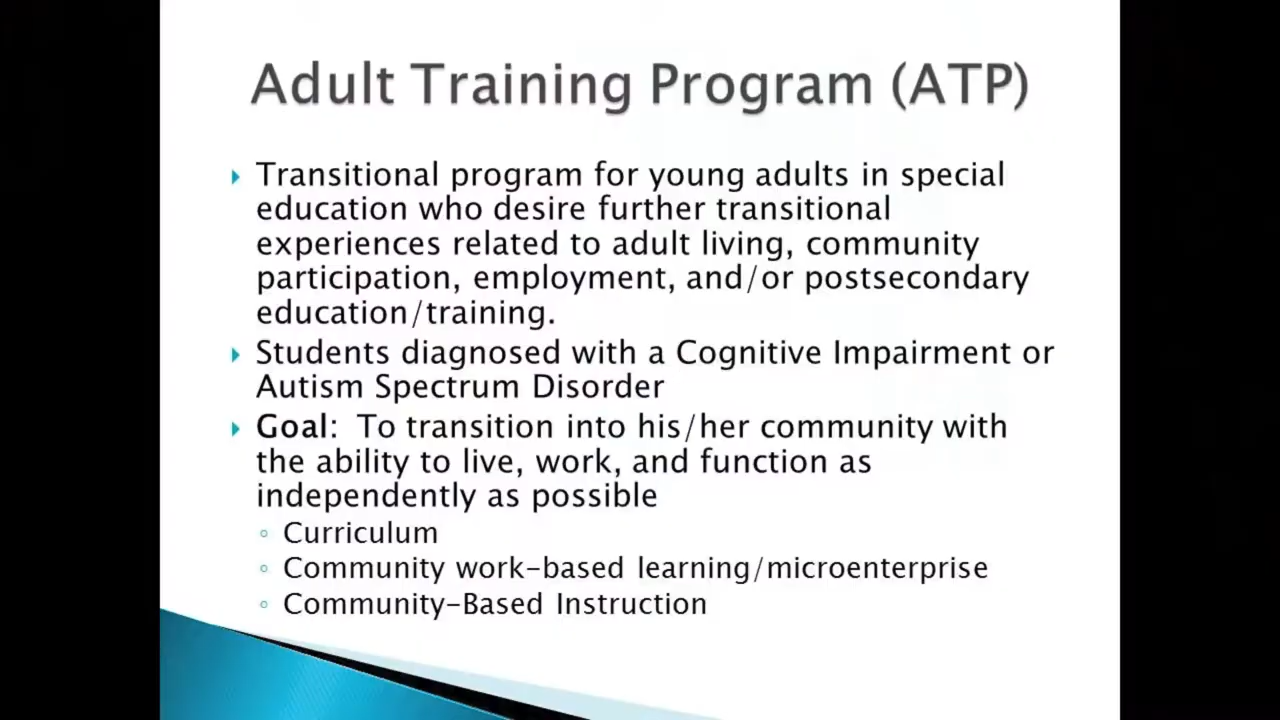 Adult Training Program (ATP)
Transitional program for young adults in special
education who desire further transitional
experiences related to adult living, community
participation, employment, and/or postsecondary
education/training.
Students diagnosed with a Cognitive Impairment or
Autism Spectrum Disorder
Goal:  To transition into his/her community with
the ability to live, work, and function as
independently as possible
Curriculum
Community work-based learning/microenterprise
Community-Based Instruction